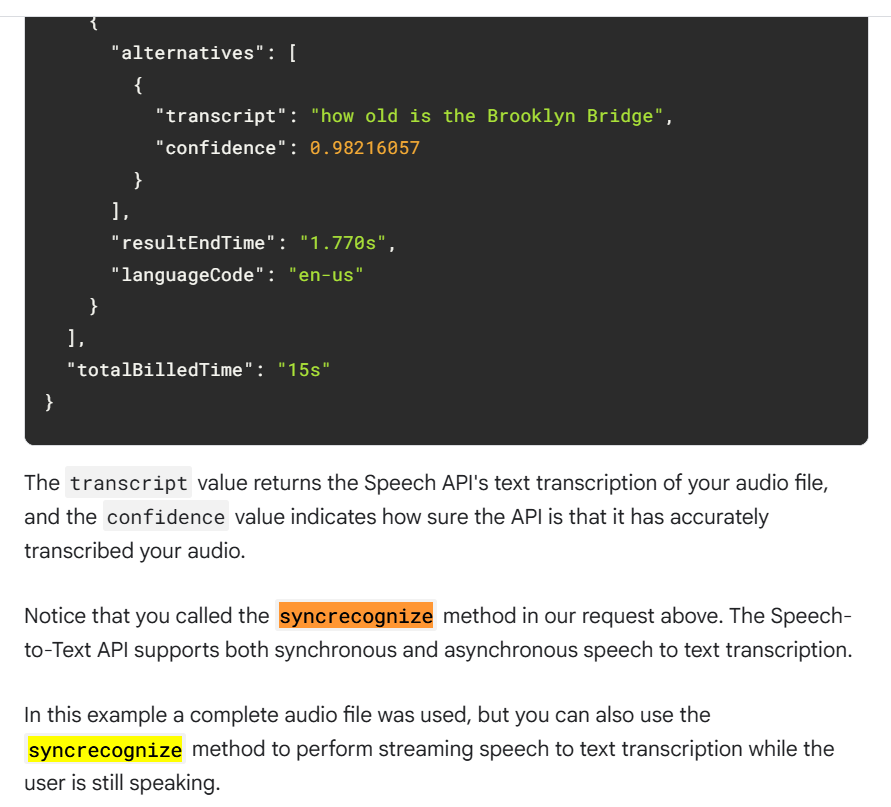 {
"alternatives": [
{
"transcript": "how old is the Brooklyn Bridge",
"confidence": 0.98216057
}
],
"resultEndTime": "1.770s",
"languageCode": "en-us"
}
],
"totalBilledTime": "15s"
}
The transcript value returns the Speech API's text transcription of your audio file,
and the confidence value indicates how sure the API is that it has accurately
transcribed your audio.
Notice that you called the syncrecognize method in our request above. The Speech-
to-Text API supports both synchronous and asynchronous speech to text transcription.
In this example a complete audio file was used, but you can also use the
syncrecognize method to perform streaming speech to text transcription while the
user is still speaking.